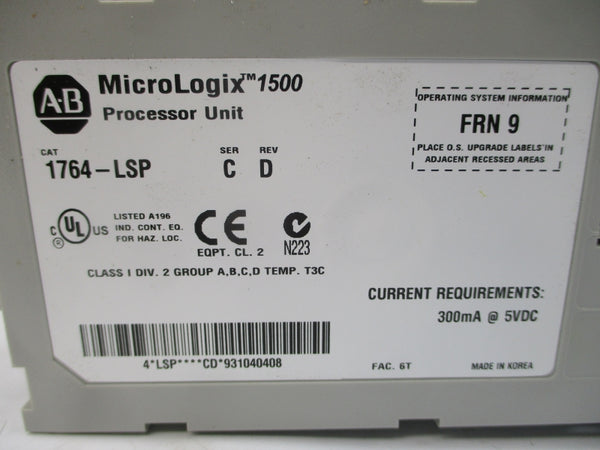 A-B
MicroLogix™1500
Processor Unit
OPERATING SYSTEM INFORMATION
FRN 9
PLACE O.S. UPGRADE LABELS IN
ADJACENT RECESSED AREAS
CAT SER REV
1764-LSP C D
c UL US ®
LISTED A196
IND. CONT. EQ.
FOR HAZ. LOC.
CE
EQPT. CL. 2
N223
CLASS I DIV. 2 GROUP A,B,C,D TEMP. T3C
CURRENT REQUIREMENTS:
300mA @ 5VDC
4*LSP****CD*931040408
FAC. 6T MADE IN KOREA